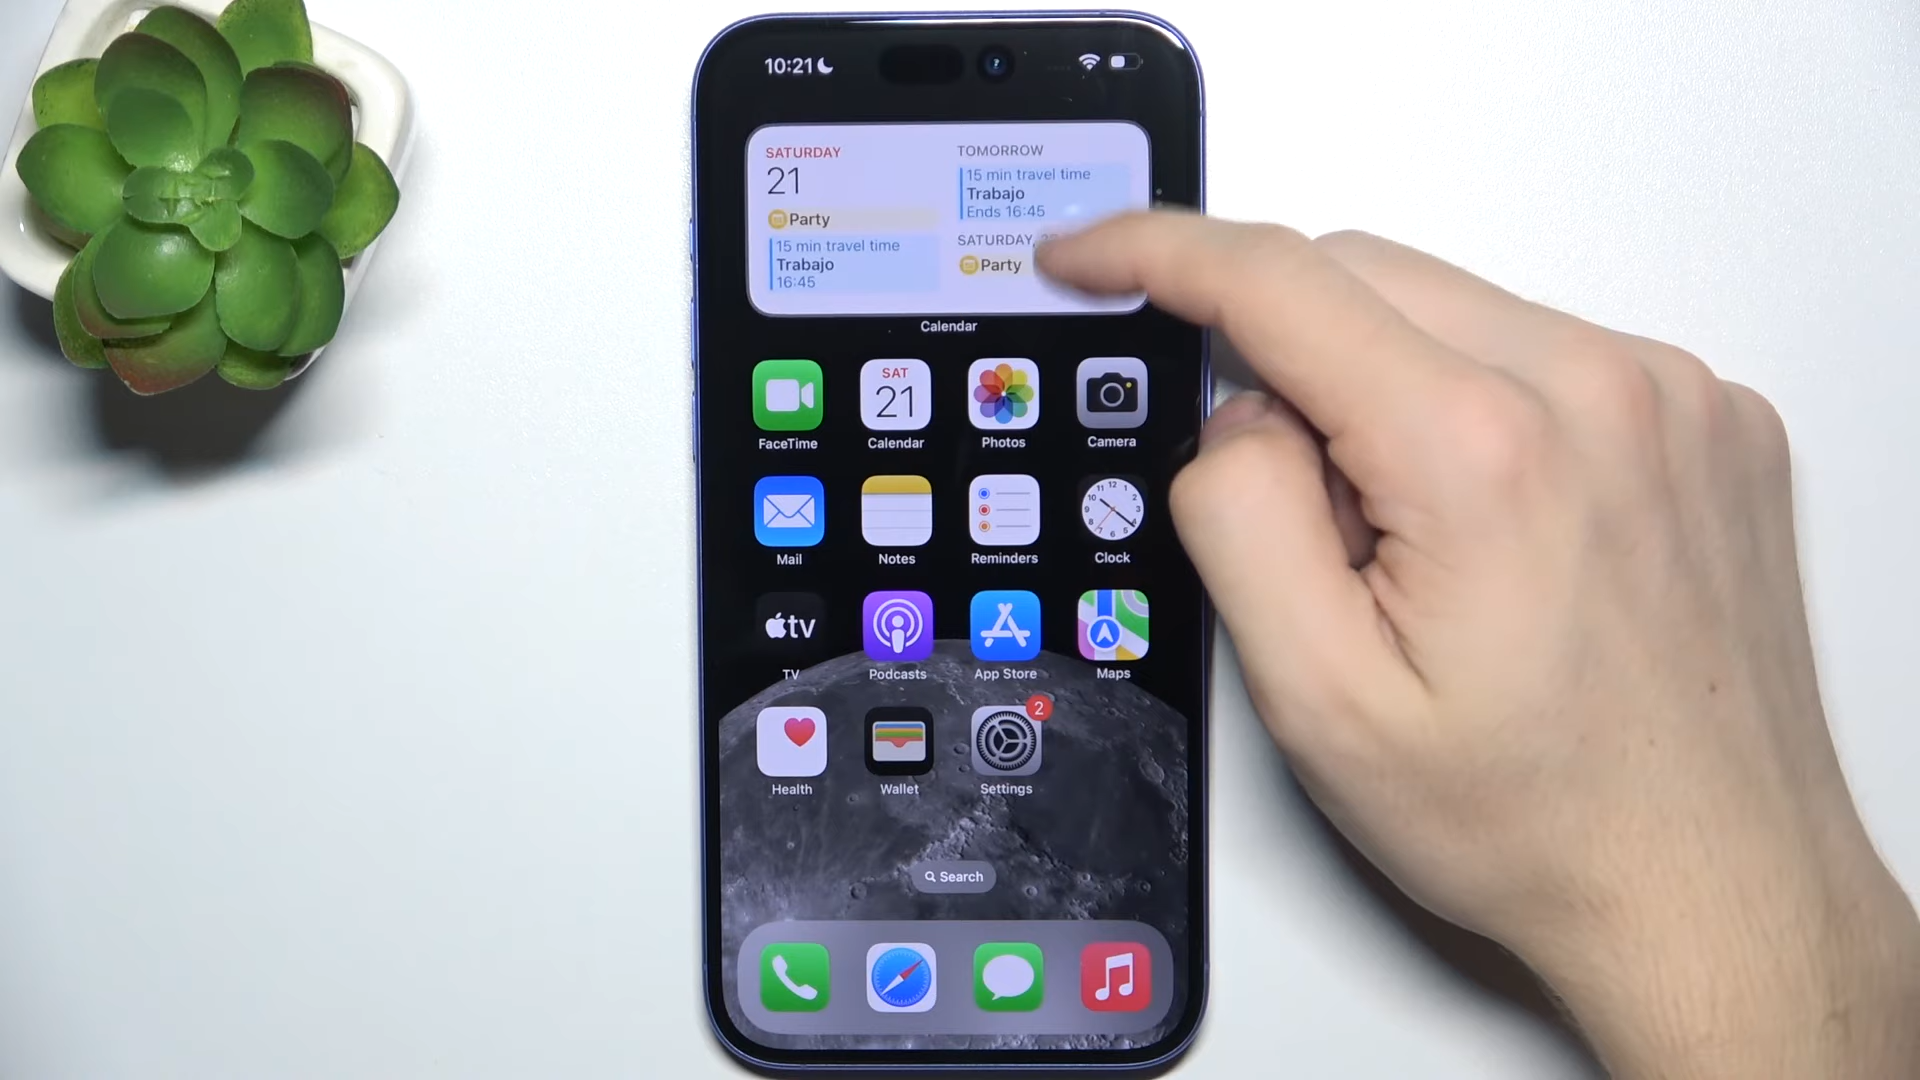 10:21
SATURDAY
21
Party
15 min travel time
Trabajo
16:45
TOMORROW
15 min travel time
Trabajo
Ends 16:45
SATURDAY,
Party
Calendar
SAT
21
FaceTime
Calendar
Photos
Camera
Mail
Notes
Reminders
Clock
tv
TV
Podcasts
App Store
Maps
2
Health
Wallet
Settings
Search